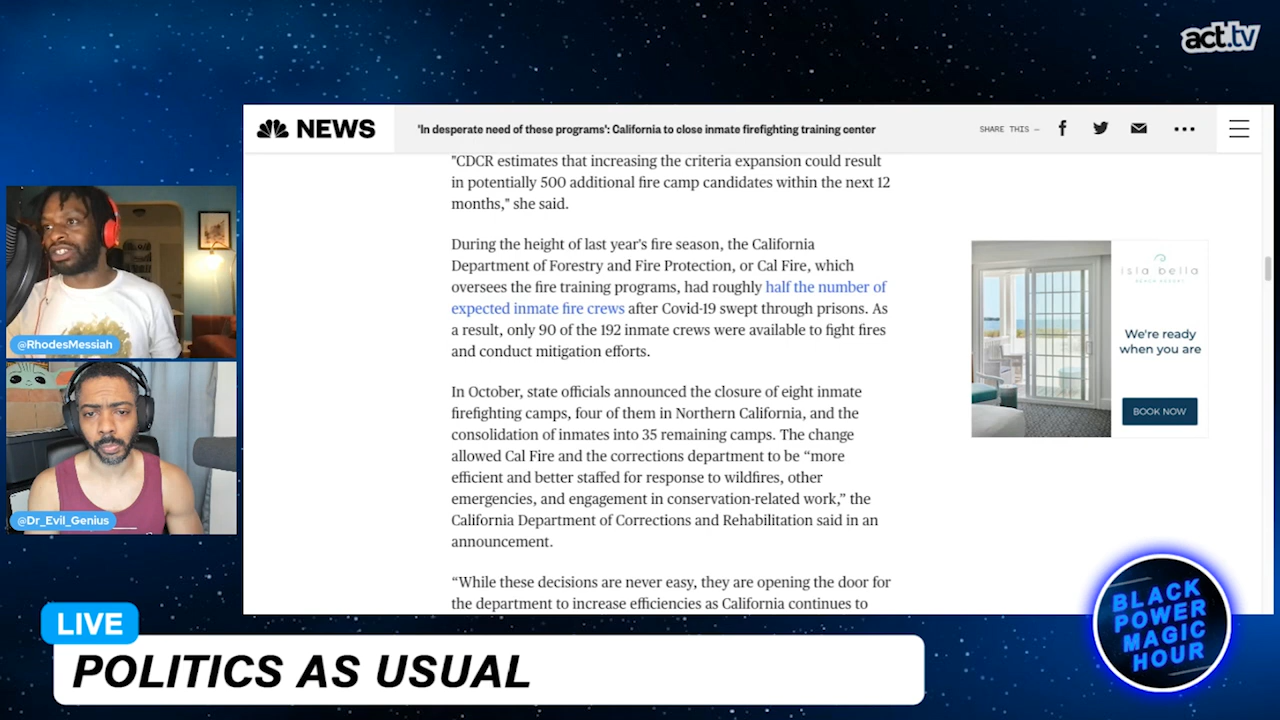 act.tv
NEWS
'In desperate need of these programs': California to close inmate firefighting training center
SHARE THIS —
"CDCR estimates that increasing the criteria expansion could result
in potentially 500 additional fire camp candidates within the next 12
months," she said.
During the height of last year's fire season, the California
Department of Forestry and Fire Protection, or Cal Fire, which
oversees the fire training programs, had roughly half the number of
expected inmate fire crews after Covid-19 swept through prisons. As
a result, only 90 of the 192 inmate crews were available to fight fires
and conduct mitigation efforts.
In October, state officials announced the closure of eight inmate
firefighting camps, four of them in Northern California, and the
consolidation of inmates into 35 remaining camps. The change
allowed Cal Fire and the corrections department to be “more
efficient and better staffed for response to wildfires, other
emergencies, and engagement in conservation-related work,” the
California Department of Corrections and Rehabilitation said in an
announcement.
“While these decisions are never easy, they are opening the door for
the department to increase efficiencies as California continues to
isla bella
BEACH RESORT
We're ready
when you are
BOOK NOW
@RhodesMessiah
@Dr_Evil_Genius
LIVE
POLITICS AS USUAL
BLACK
POWER
MAGIC
HOUR